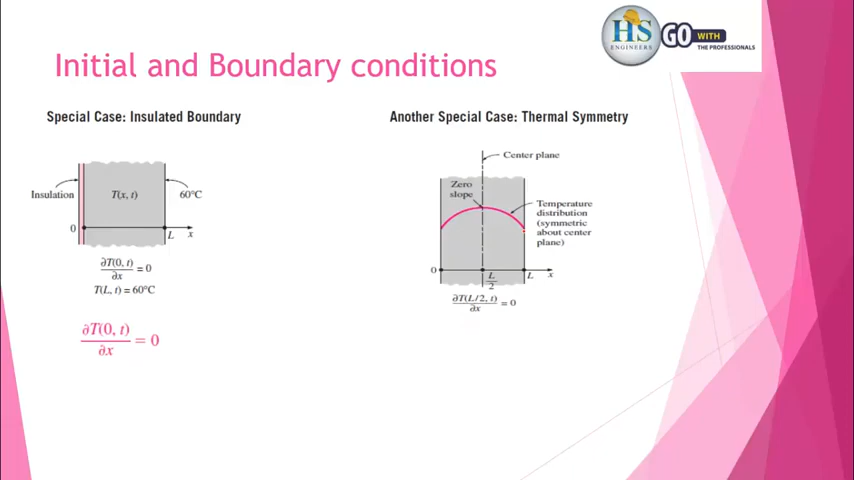 HS
ENGINEERS
GO WITH
THE PROFESSIONALS
Initial and Boundary conditions
Special Case: Insulated Boundary
Insulation
T(x, t)
60°C
0
L
x
∂T(0, t)/∂x = 0
T(L, t) = 60°C
∂T(0, t)/∂x = 0
Another Special Case: Thermal Symmetry
Center plane
Zero
slope
Temperature
distribution
(symmetric
about center
plane)
0
L/2
L
x
∂T(L/2, t)/∂x = 0